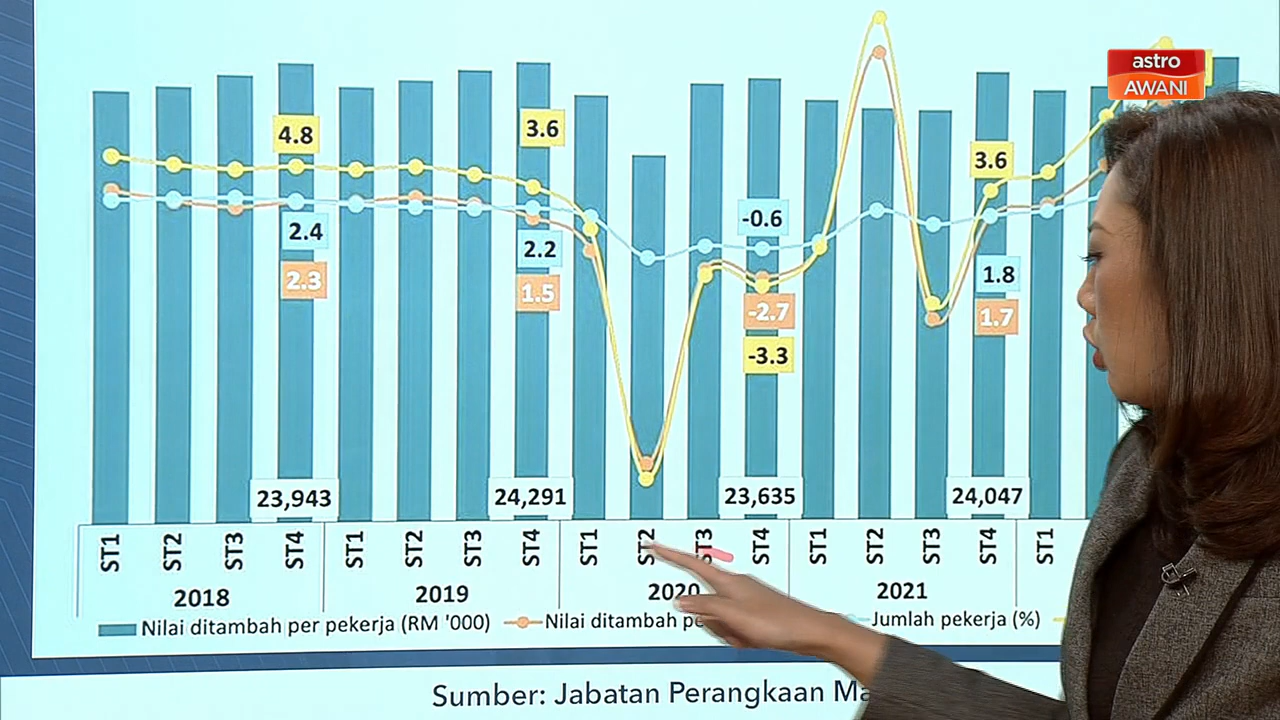 astro
AWANI
4.8
3.6
3.6
2.4
2.2
-0.6
1.8
2.3
1.5
-2.7
1.7
-3.3
23,943
24,291
23,635
24,047
ST1 ST2 ST3 ST4 ST1 ST2 ST3 ST4 ST1 ST2 ST3 ST4 ST1 ST2 ST3 ST4 ST1
2018 2019 2020 2021
Nilai ditambah per pekerja (RM '000) Nilai ditambah Jumlah pekerja (%)
Sumber: Jabatan Perangkaan